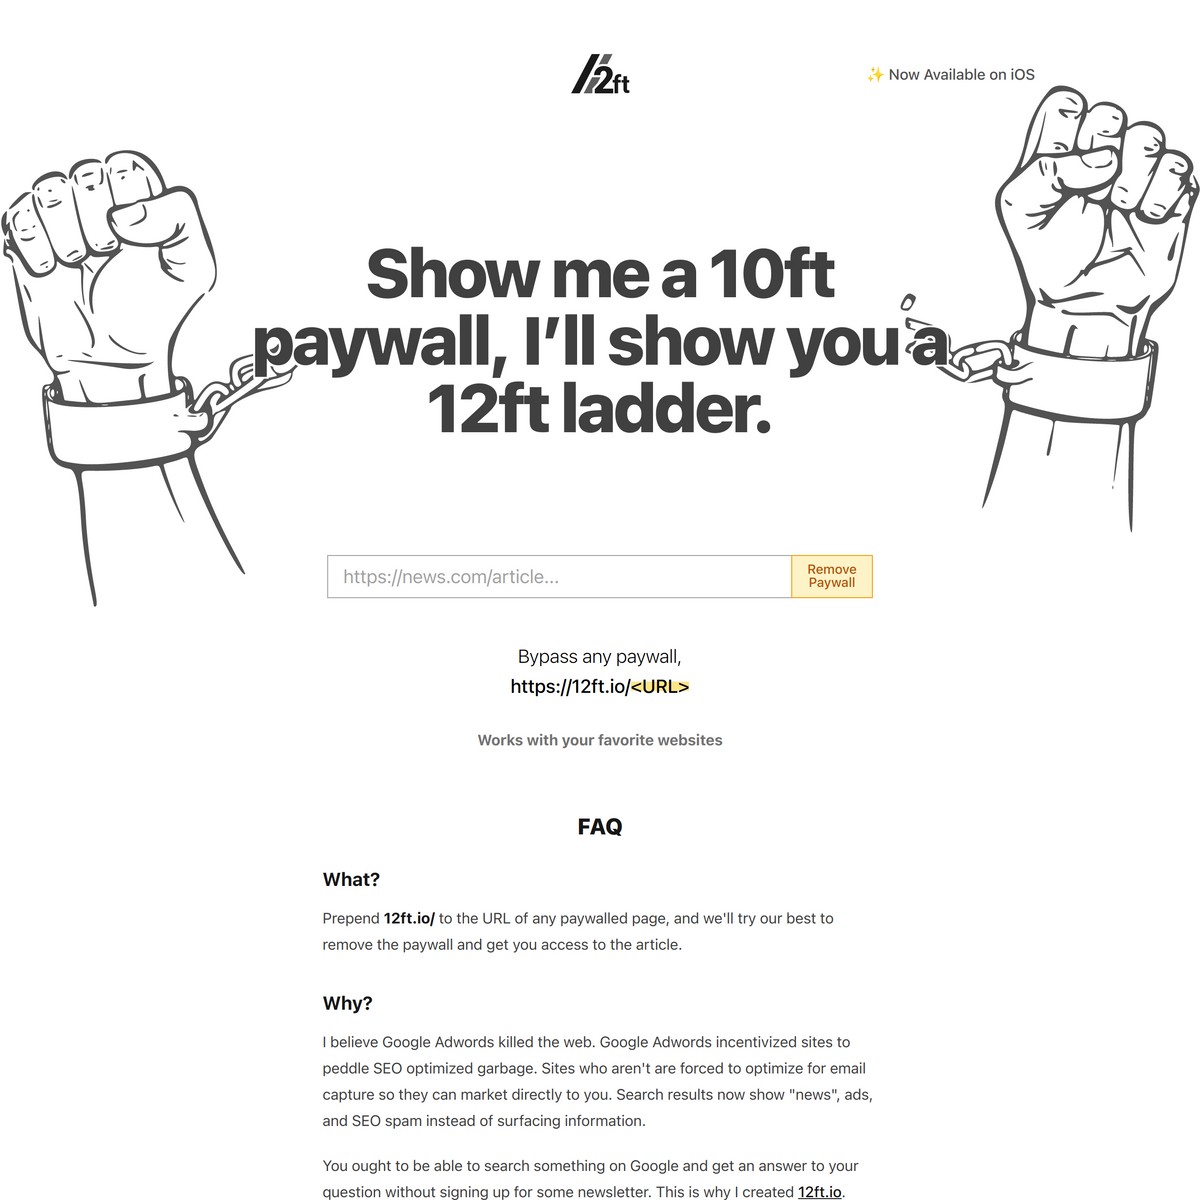 12ft
✨ Now Available on iOS
Show me a 10ft
paywall, I’ll show you a
12ft ladder.
https://news.com/article...
Remove
Paywall
Bypass any paywall,
https://12ft.io/<URL>
Works with your favorite websites
FAQ
What?
Prepend 12ft.io/ to the URL of any paywalled page, and we'll try our best to
remove the paywall and get you access to the article.
Why?
I believe Google Adwords killed the web. Google Adwords incentivized sites to
peddle SEO optimized garbage. Sites who aren't are forced to optimize for email
capture so they can market directly to you. Search results now show "news", ads,
and SEO spam instead of surfacing information.
You ought to be able to search something on Google and get an answer to your
question without signing up for some newsletter. This is why I created 12ft.io.